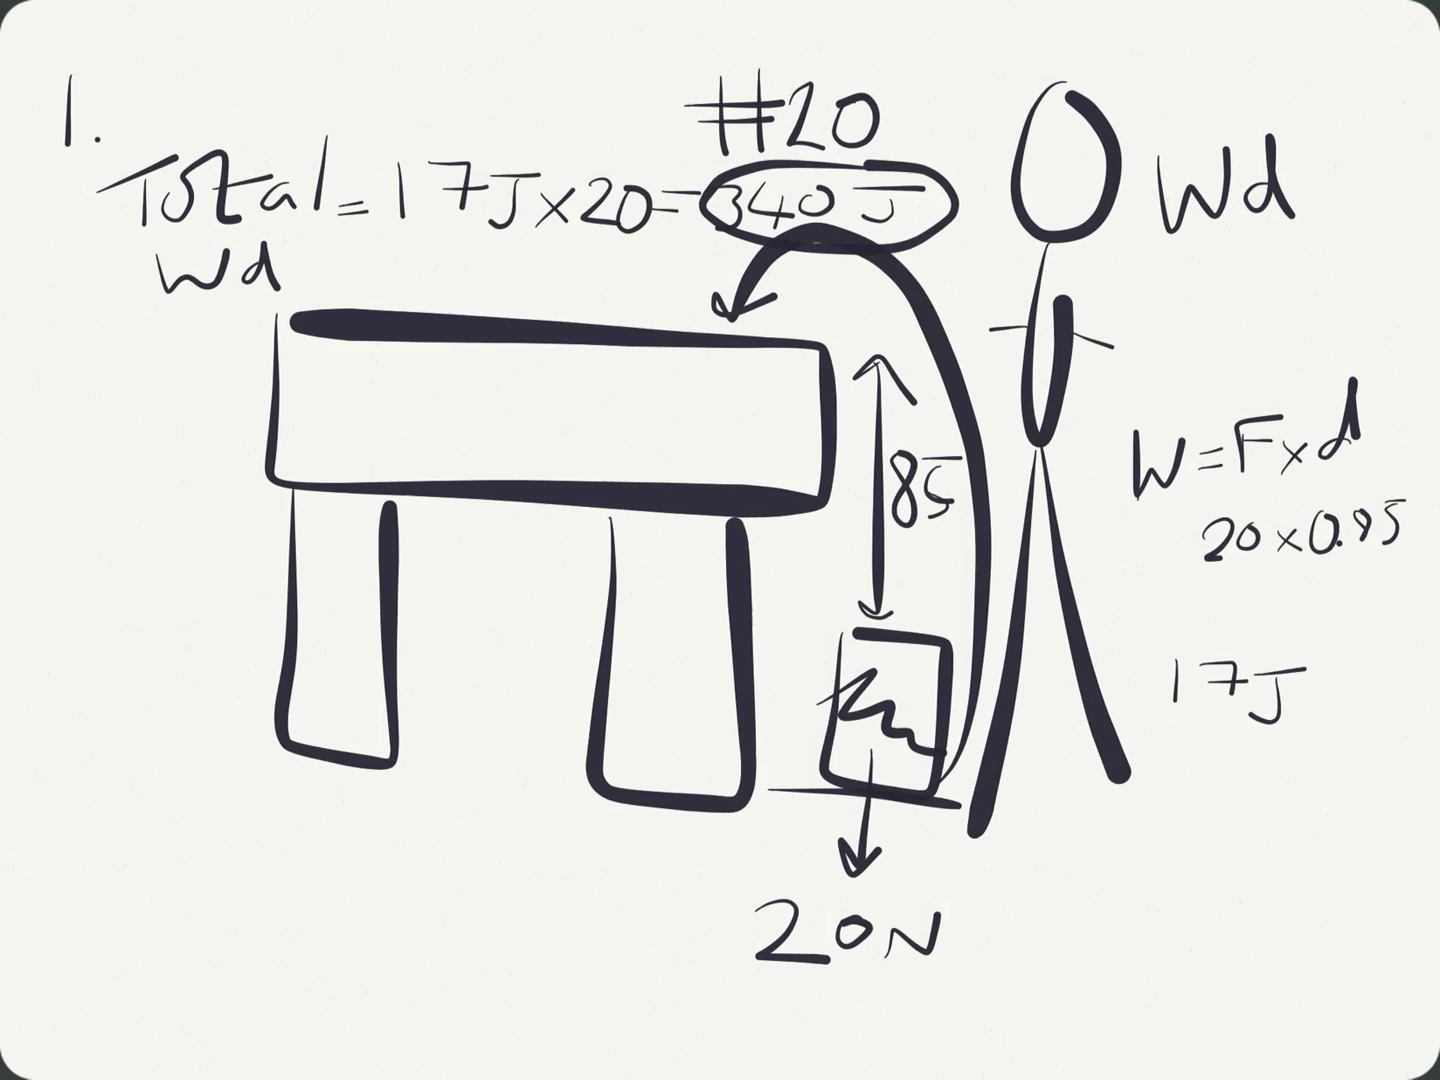 1.
#20
Total = 17J x 20 = 340 J
Wd
Wd
85
W = F x d
20 x 0.85
17J
20N